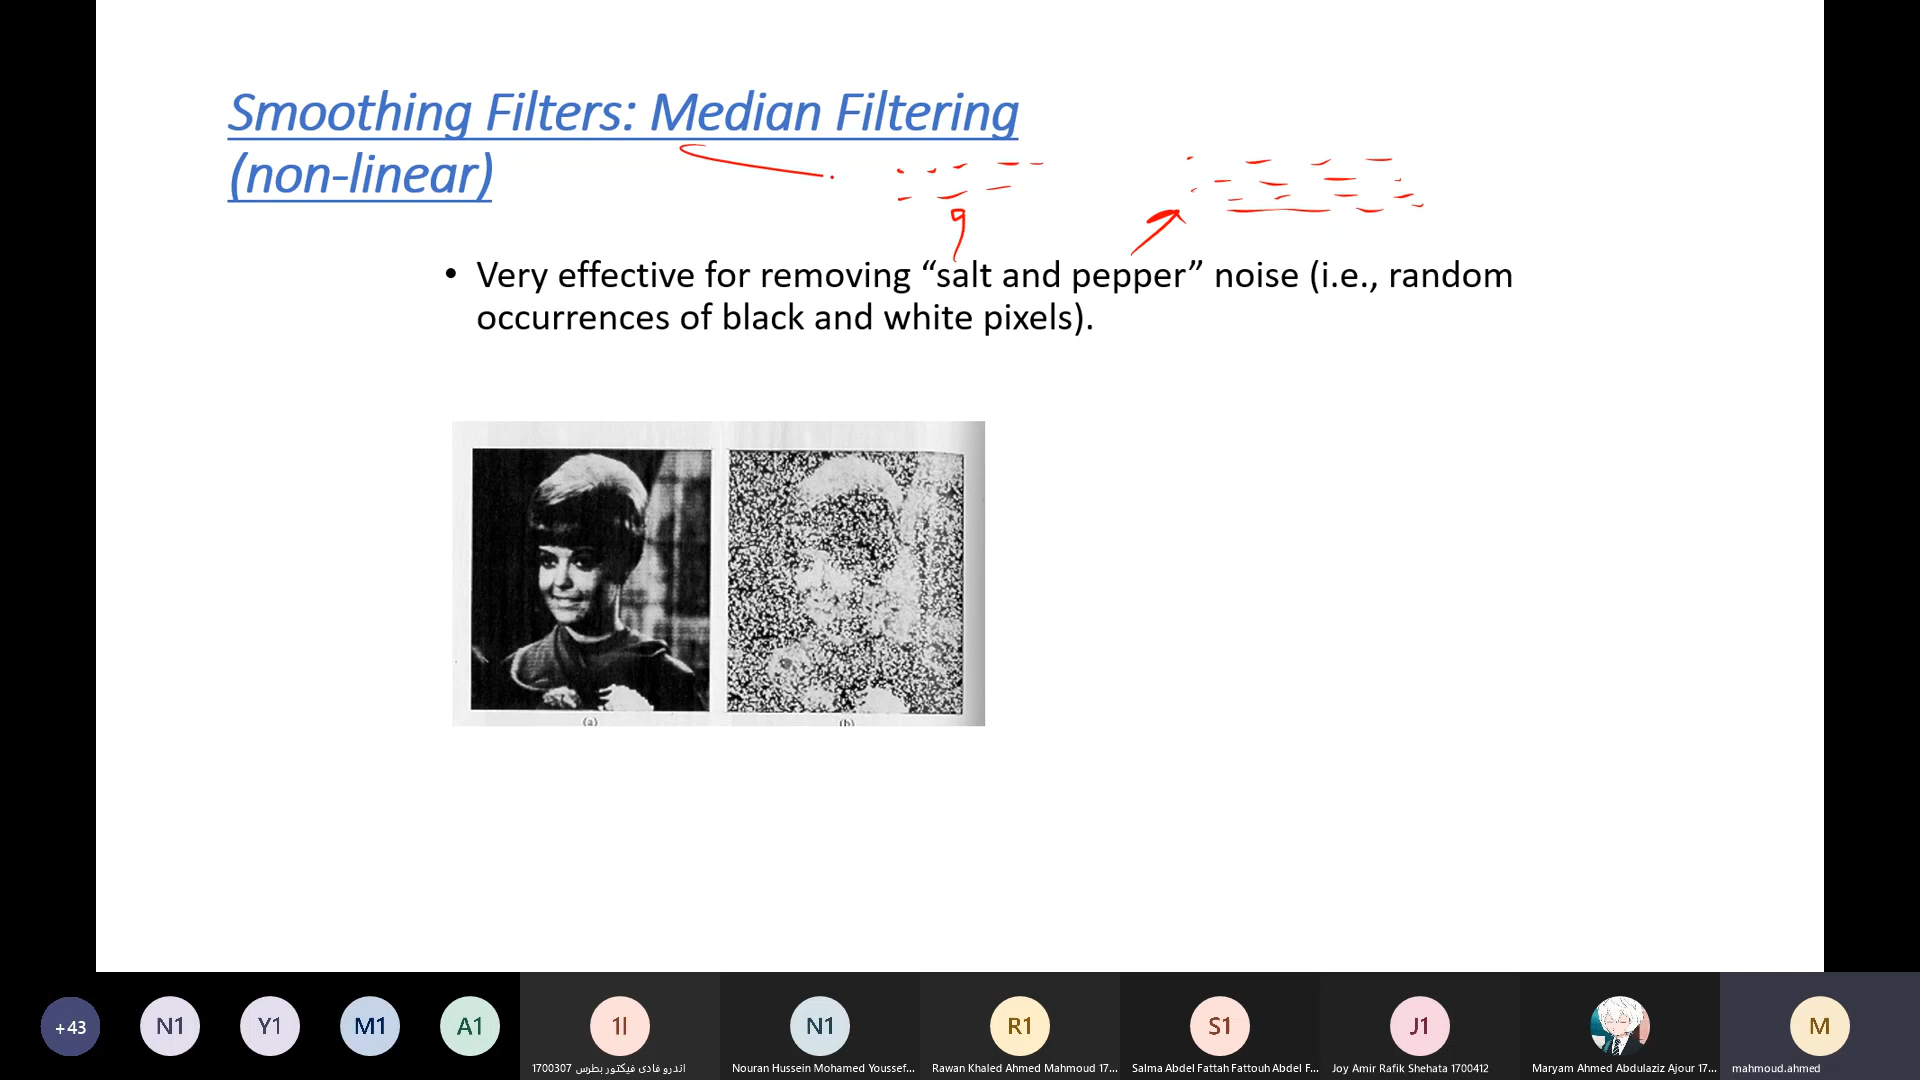 Smoothing Filters: Median Filtering
(non-linear)
• Very effective for removing “salt and pepper” noise (i.e., random
occurrences of black and white pixels).
(a)
(b)
+43
N1
Y1
M1
A1
1ا
N1
R1
S1
J1
M
اندرو فادى فيكتور بطرس 1700307
Nouran Hussein Mohamed Youssef...
Rawan Khaled Ahmed Mahmoud 17...
Salma Abdel Fattah Fattouh Abdel F...
Joy Amir Rafik Shehata 1700412
Maryam Ahmed Abdulaziz Ajour 17...
mahmoud.ahmed